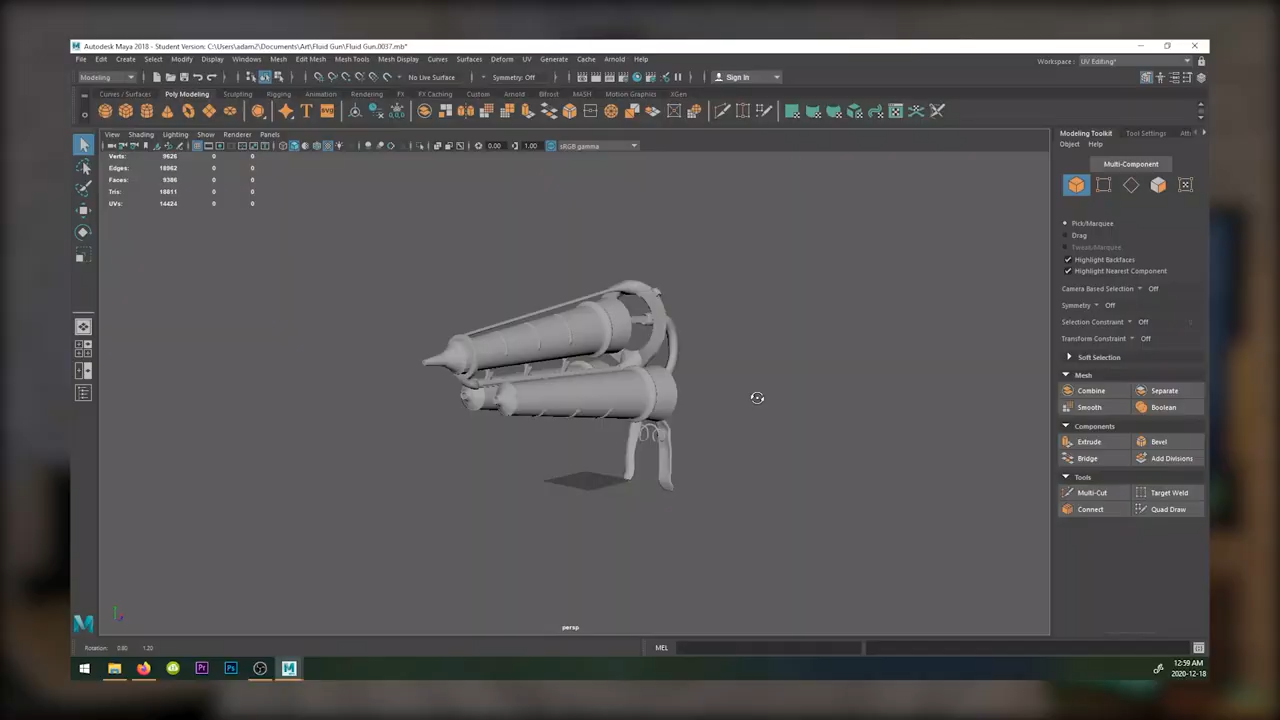 Autodesk Maya 2018 - Student Version: C:\Users\adam2\Documents\Art\Fluid Gun\Fluid Gun.0037.mb*
File Edit Create Select Modify Display Windows Mesh Edit Mesh Mesh Tools Mesh Display Curves Surfaces Deform UV Generate Cache Arnold Help
Workspace: UV Editing*
Modeling No Live Surface Symmetry: Off Sign In
Curves / Surfaces Poly Modeling Sculpting Rigging Animation Rendering FX FX Caching Custom Arnold Bifrost MASH Motion Graphics XGen
View Shading Lighting Show Renderer Panels
0.00 1.00 sRGB gamma
Verts: 9626 0 0
Edges: 18962 0 0
Faces: 9386 0 0
Tris: 18811 0 0
UVs: 14424 0 0
persp
Modeling Toolkit Tool Settings
Object Help
Multi-Component
Pick/Marquee
Drag
Tweak/Marquee
Highlight Backfaces
Highlight Nearest Component
Camera Based Selection Off
Symmetry Off
Selection Constraint Off
Transform Constraint Off
Soft Selection
Mesh
Combine Separate
Smooth Boolean
Components
Extrude Bevel
Bridge Add Divisions
Tools
Multi-Cut Target Weld
Connect Quad Draw
Rotation: 0.80 1.20
MEL
12:59 AM
2020-12-18